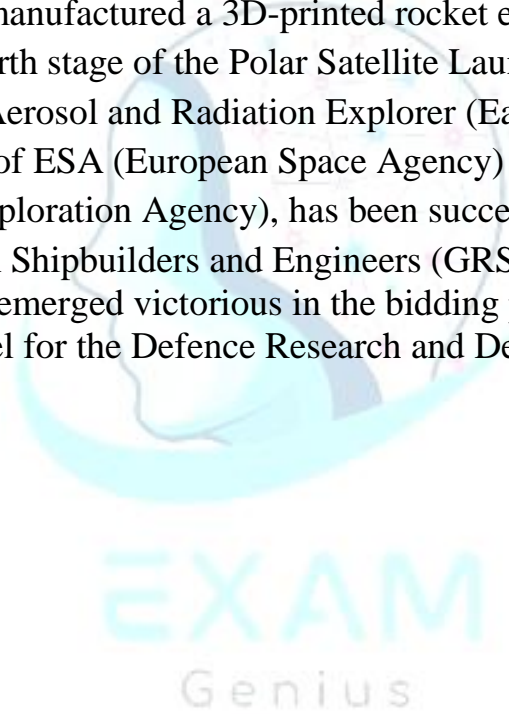 manufactured a 3D-printed rocket e
rth stage of the Polar Satellite Lau
Aerosol and Radiation Explorer (Ea
of ESA (European Space Agency)
ploration Agency), has been succe
Shipbuilders and Engineers (GRS
emerged victorious in the bidding
el for the Defence Research and De
EXAM
Genius